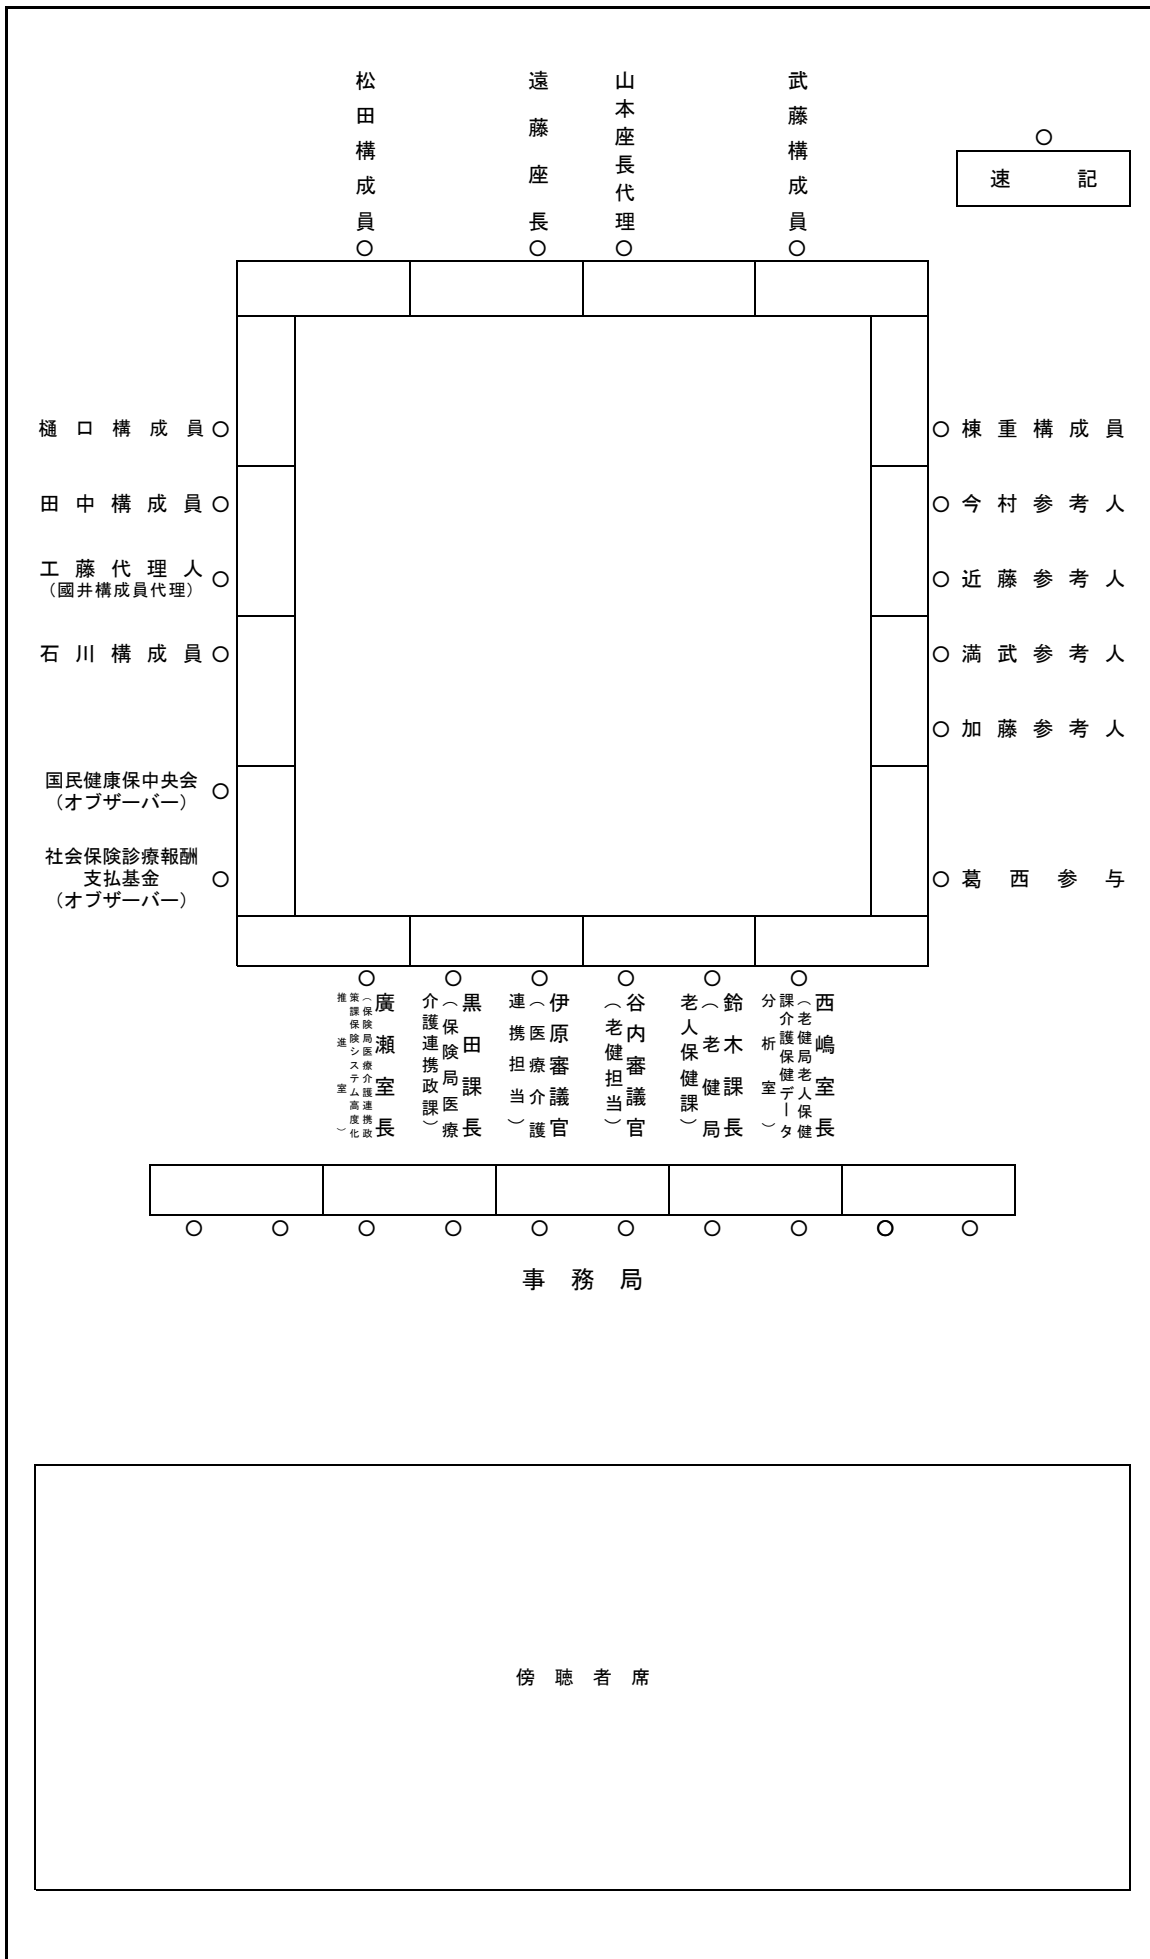 松田構成員
遠藤座長
山本座長代理
武藤構成員
速記
樋口構成員
田中構成員
工藤代理人
（國井構成員代理）
石川構成員
国民健康保中央会
（オブザーバー）
社会保険診療報酬
支払基金
（オブザーバー）
棟重構成員
今村参考人
近藤参考人
満武参考人
加藤参考人
葛西参与
廣瀬室長
（保険局医療介護連携政
策課保険システム高度化
推進室）
黒田課長
（保険局医療
介護連携政課）
伊原審議官
（医療介護
連携担当）
谷内審議官
（老健担当）
鈴木課長
（老健局
老人保健課）
西嶋室長
（老健局老人保健
課介護保健データ
分析室）
事務局
傍聴者席